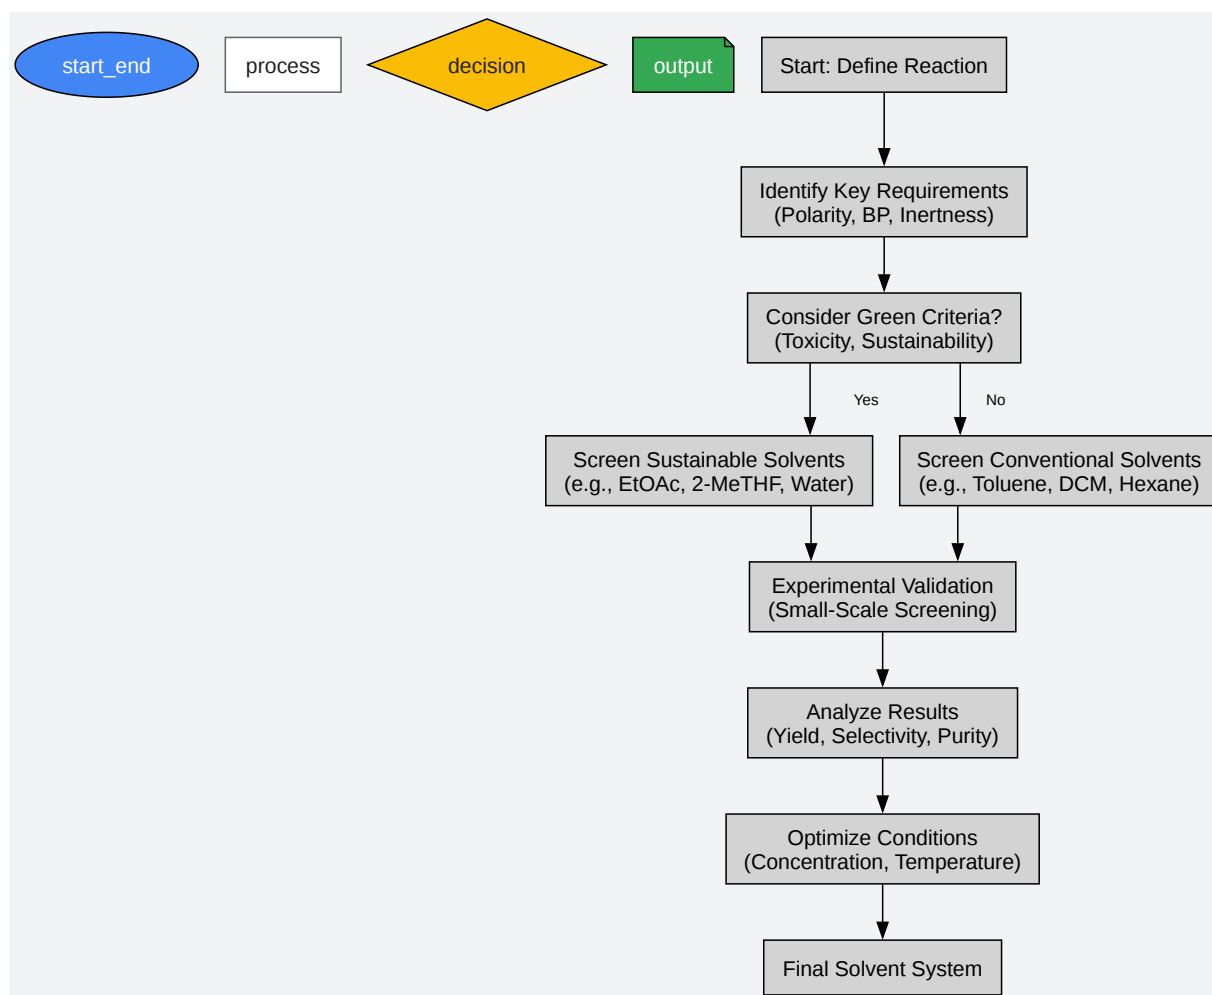 start_end
process
decision
output
Start: Define Reaction
Identify Key Requirements
(Polarity, BP, Inertness)
Consider Green Criteria?
(Toxicity, Sustainability)
Yes
No
Screen Sustainable Solvents
(e.g., EtOAc, 2-MeTHF, Water)
Screen Conventional Solvents
(e.g., Toluene, DCM, Hexane)
Experimental Validation
(Small-Scale Screening)
Analyze Results
(Yield, Selectivity, Purity)
Optimize Conditions
(Concentration, Temperature)
Final Solvent System